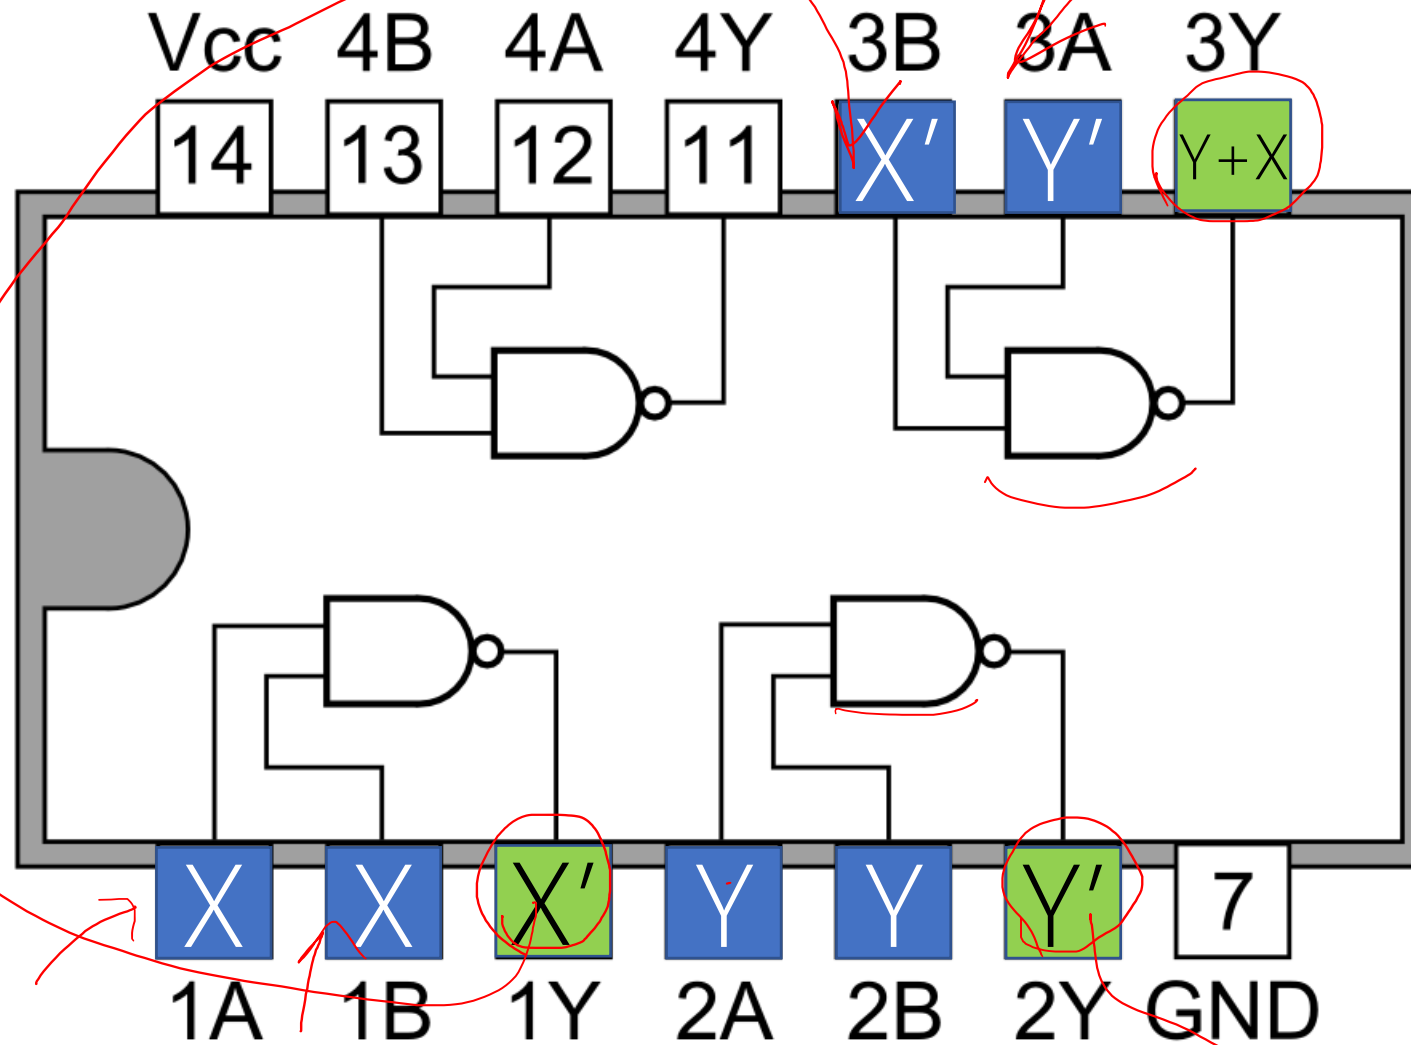 Vcc 4B 4A 4Y 3B 3A 3Y
14 13 12 11 X′ Y′ Y+X
X X X′ Y Y Y′ 7
1A 1B 1Y 2A 2B 2Y GND